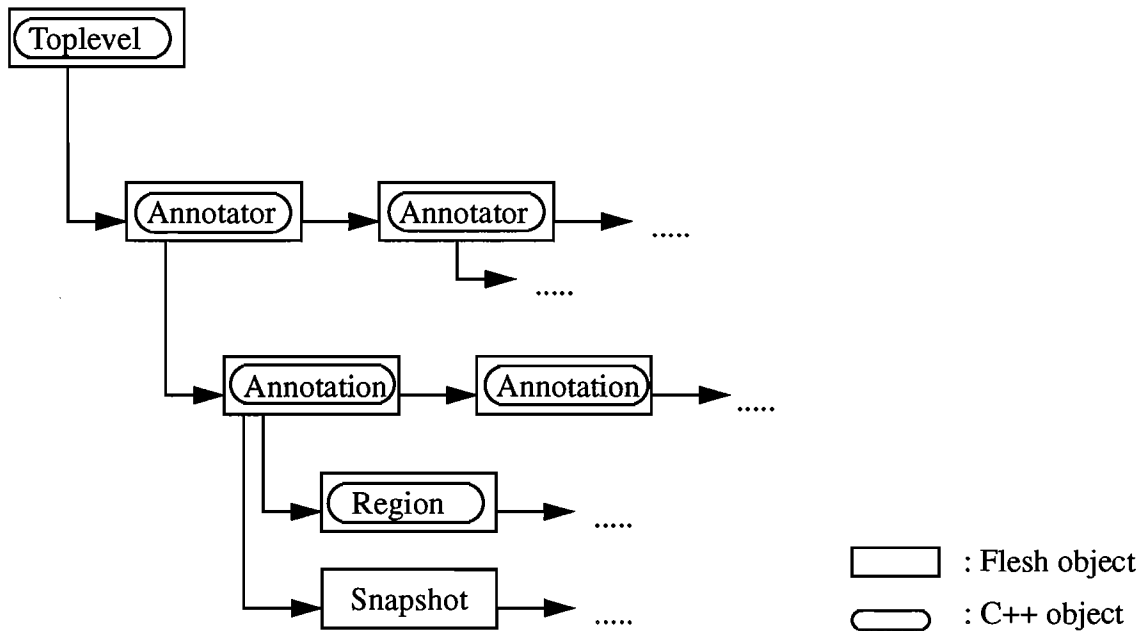 Toplevel
Annotator
Annotator
.....
.....
Annotation
Annotation
.....
Region
.....
: Flesh object
Snapshot
.....
: C++ object